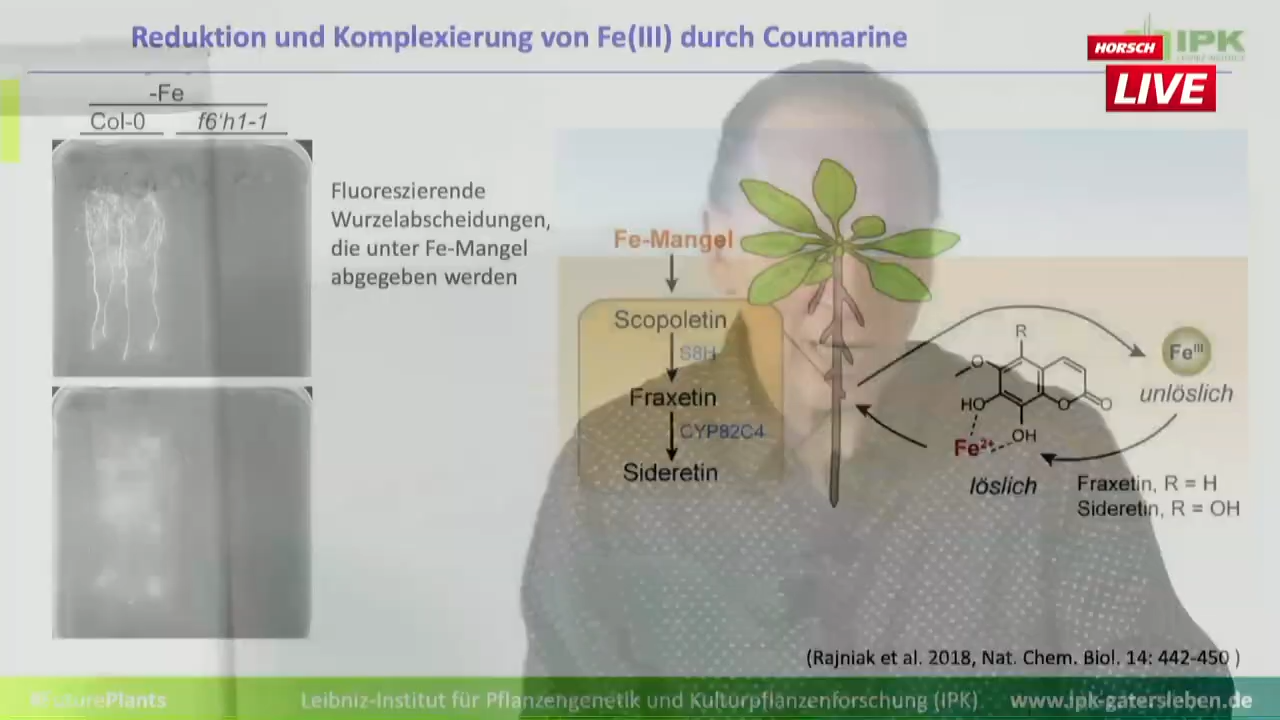 Reduktion und Komplexierung von Fe(III) durch Coumarine
HORSCH
LIVE
IPK
-Fe
Col-0 f6'h1-1
Fluoreszierende
Wurzelabscheidungen,
die unter Fe-Mangel
abgegeben werden
Fe-Mangel
Scopoletin
S8H
Fraxetin
CYP82C4
Sideretin
R
O
HO
OH
O
O
Fe2+
löslich
FeIII
unlöslich
Fraxetin, R = H
Sideretin, R = OH
(Rajniak et al. 2018, Nat. Chem. Biol. 14: 442-450 )
#FuturePlants Leibniz-Institut für Pflanzengenetik und Kulturpflanzenforschung (IPK) www.ipk-gatersleben.de